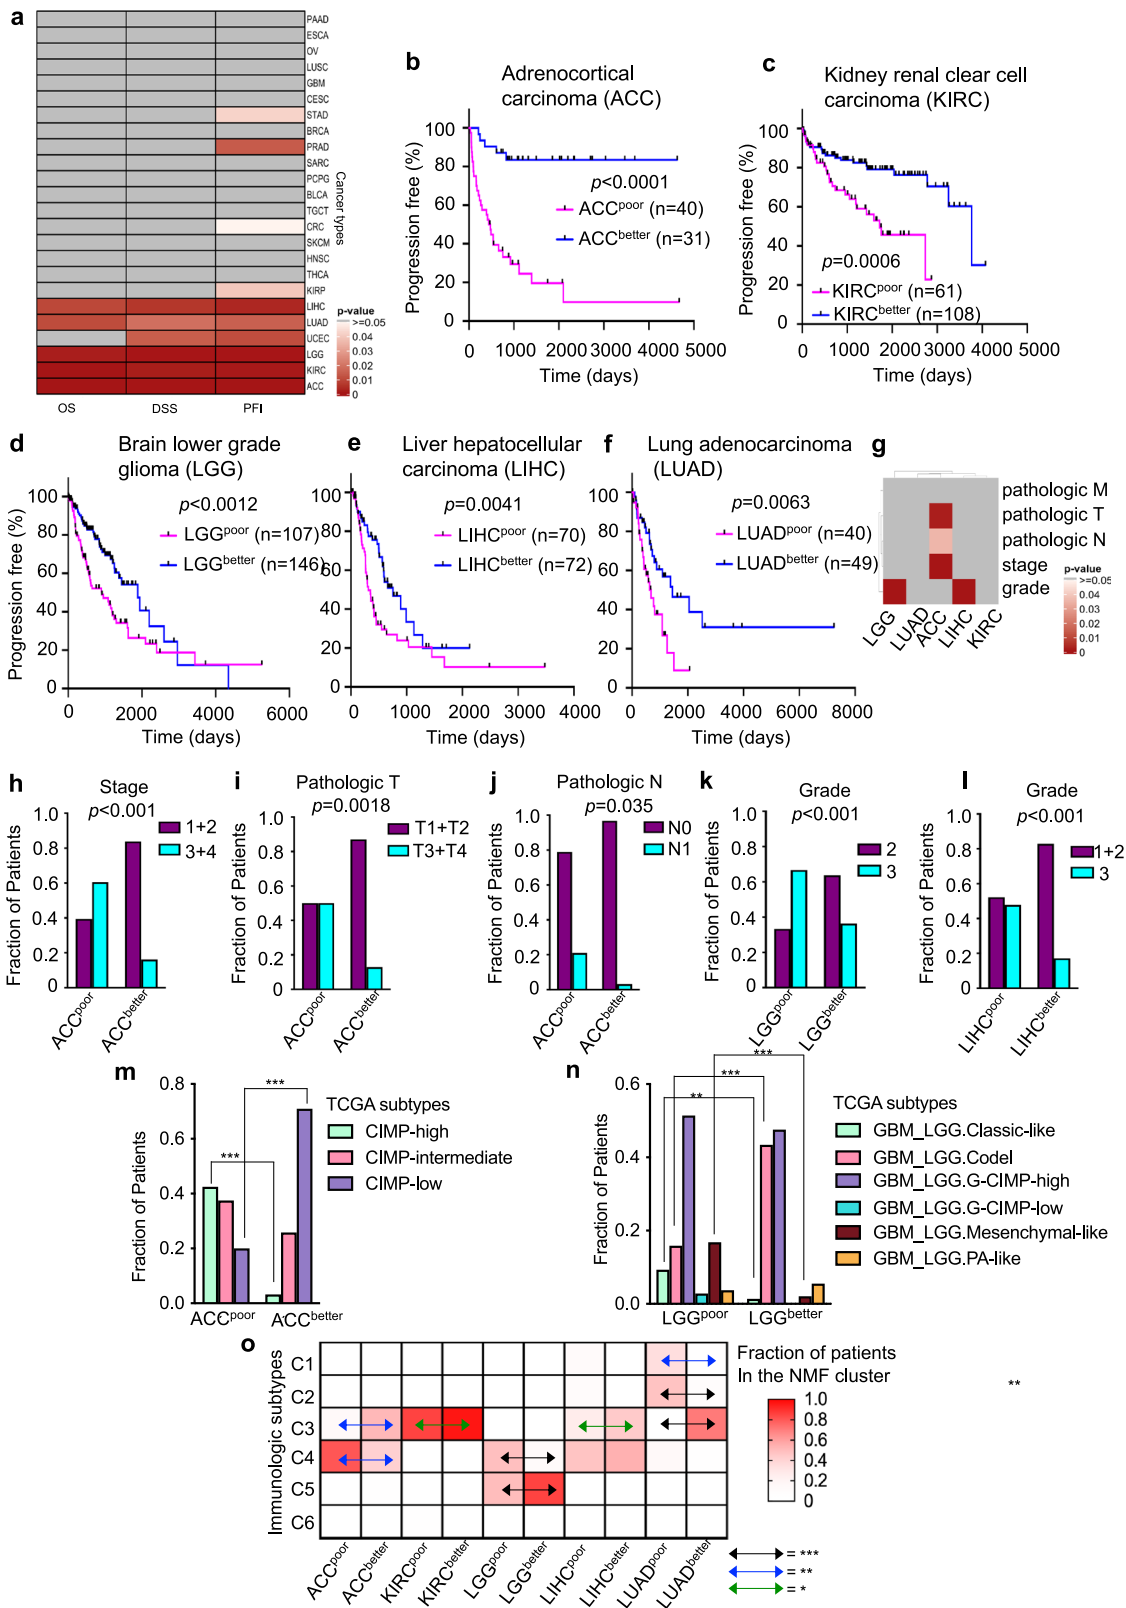 a
PAAD
ESCA
OV
LUSC
GBM
CESC
STAD
BRCA
PRAD
SARC
PCPG
BLCA
TGCT
CRC
SKCM
HNSC
THCA
KIRP
LIHC
LUAD
UCEC
LGG
KIRC
ACC
Cancer types
OS DSS PFI
p-value
>=0.05
0.04
0.03
0.02
0.01
0
b
Adrenocortical
carcinoma (ACC)
Progression free (%)
100
80
60
40
20
0
p<0.0001
ACCpoor (n=40)
ACCbetter (n=31)
0 1000 2000 3000 4000 5000
Time (days)
c
Kidney renal clear cell
carcinoma (KIRC)
Progression free (%)
100
80
60
40
20
0
p=0.0006
KIRCpoor (n=61)
KIRCbetter (n=108)
0 1000 2000 3000 4000 5000
Time (days)
d
Brain lower grade
glioma (LGG)
Progression free (%)
100
80
60
40
20
0
p<0.0012
LGGpoor (n=107)
LGGbetter (n=146)
0 2000 4000 6000
Time (days)
e
Liver hepatocellular
carcinoma (LIHC)
100
80
60
40
20
0
p=0.0041
LIHCpoor (n=70)
LIHCbetter (n=72)
0 1000 2000 3000 4000
Time (days)
f
Lung adenocarcinoma
(LUAD)
100
80
60
40
20
0
p=0.0063
LUADpoor (n=40)
LUADbetter (n=49)
0 2000 4000 6000 8000
Time (days)
g
pathologic M
pathologic T
pathologic N
stage
grade
LGG LUAD ACC LIHC KIRC
p-value
>=0.05
0.04
0.03
0.02
0.01
0
h
Stage
p<0.001
1+2
3+4
Fraction of Patients
1.0
0.8
0.6
0.4
0.2
0
ACCpoor ACCbetter
i
Pathologic T
p=0.0018
T1+T2
T3+T4
Fraction of Patients
1.0
0.8
0.6
0.4
0.2
0.0
ACCpoor ACCbetter
j
Pathologic N
p=0.035
N0
N1
Fraction of Patients
1.0
0.8
0.6
0.4
0.2
0
ACCpoor ACCbetter
k
Grade
p<0.001
2
3
Fraction of Patients
1.0
0.8
0.6
0.4
0.2
0
LGGpoor LGGbetter
l
Grade
p<0.001
1+2
3
Fraction of Patients
1.0
0.8
0.6
0.4
0.2
0
LIHCpoor LIHCbetter
m
Fraction of Patients
0.8
0.6
0.4
0.2
0.0
***
***
ACCpoor ACCbetter
TCGA subtypes
CIMP-high
CIMP-intermediate
CIMP-low
n
Fraction of Patients
0.6
0.4
0.2
0.0
***
***
**
LGGpoor LGGbetter
TCGA subtypes
GBM_LGG.Classic-like
GBM_LGG.Codel
GBM_LGG.G-CIMP-high
GBM_LGG.G-CIMP-low
GBM_LGG.Mesenchymal-like
GBM_LGG.PA-like
o
Immunologic subtypes
C1
C2
C3
C4
C5
C6
ACCpoor ACCbetter KIRCpoor KIRCbetter LGGpoor LGGbetter LIHCpoor LIHCbetter LUADpoor LUADbetter
Fraction of patients
In the NMF cluster
1.0
0.8
0.6
0.4
0.2
0
**
= ***
= **
= *